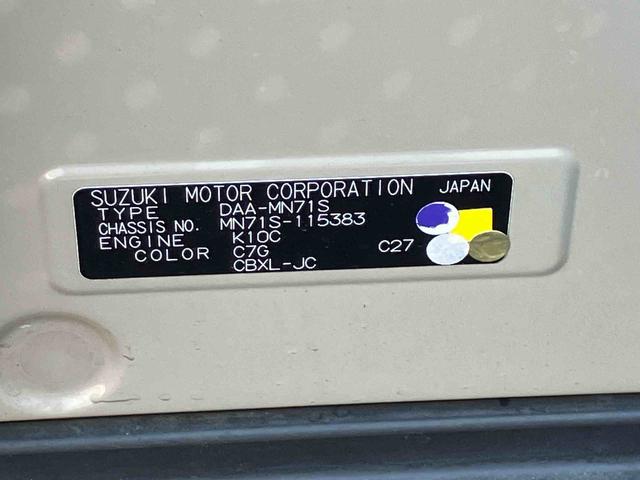 SUZUKI MOTOR CORPORATION JAPAN
TYPE DAA-MN71S
CHASSIS NO. MN71S-115383
ENGINE K10C
COLOR C7G C27
CBXL-JC